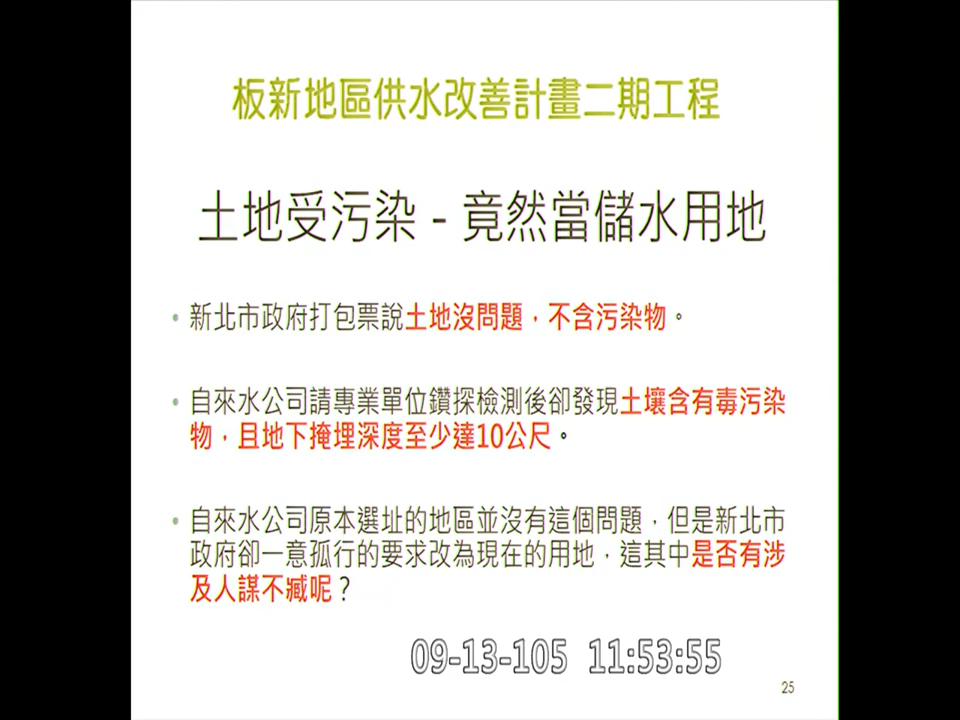 板新地區供水改善計畫二期工程
土地受污染－竟然當儲水用地
• 新北市政府打包票說土地沒問題，不含污染物。
• 自來水公司請專業單位鑽探檢測後卻發現土壤含有毒污染
物，且地下掩埋深度至少達10公尺。
• 自來水公司原本選址的地區並沒有這個問題，但是新北市
政府卻一意孤行的要求改為現在的用地，這其中是否有涉
及人謀不臧呢？
09-13-105 11:53:55
25